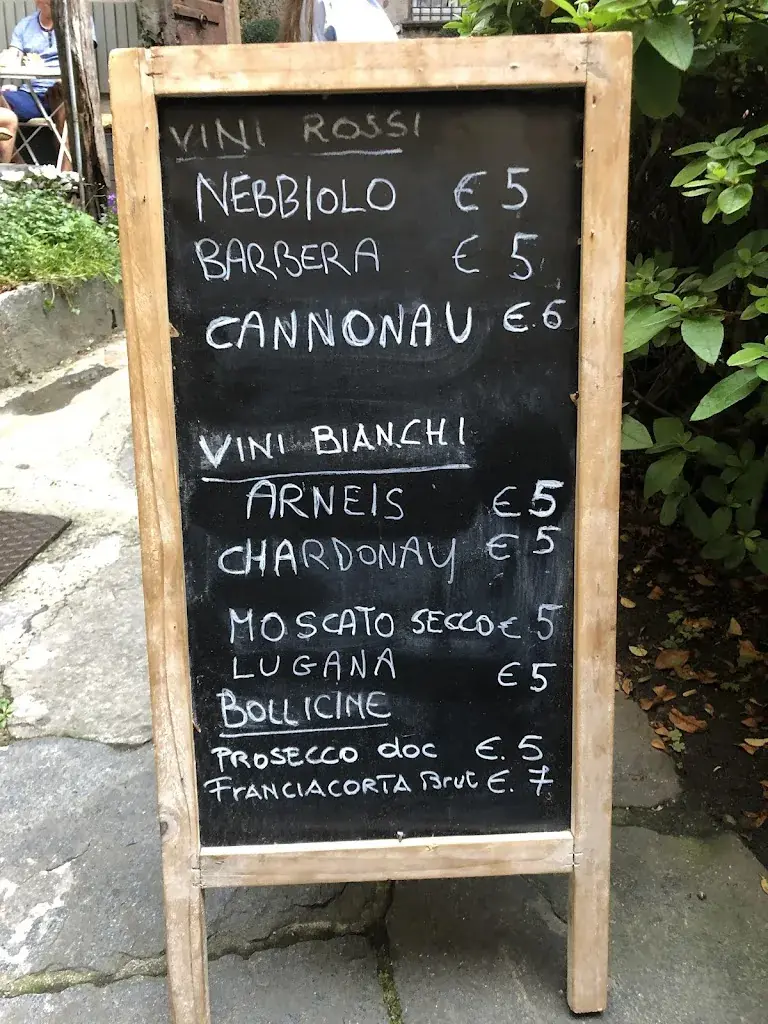 VINI ROSSI
NEBBIOLO € 5
BARBERA € 5
CANNONAU €.6
VINI BIANCHI
ARNEIS € 5
CHARDONAY € 5
MOSCATO SECCO € 5
LUGANA € 5
BOLLICINE
PROSECCO doc €. 5
FRANCIACORTA Brut €. 7